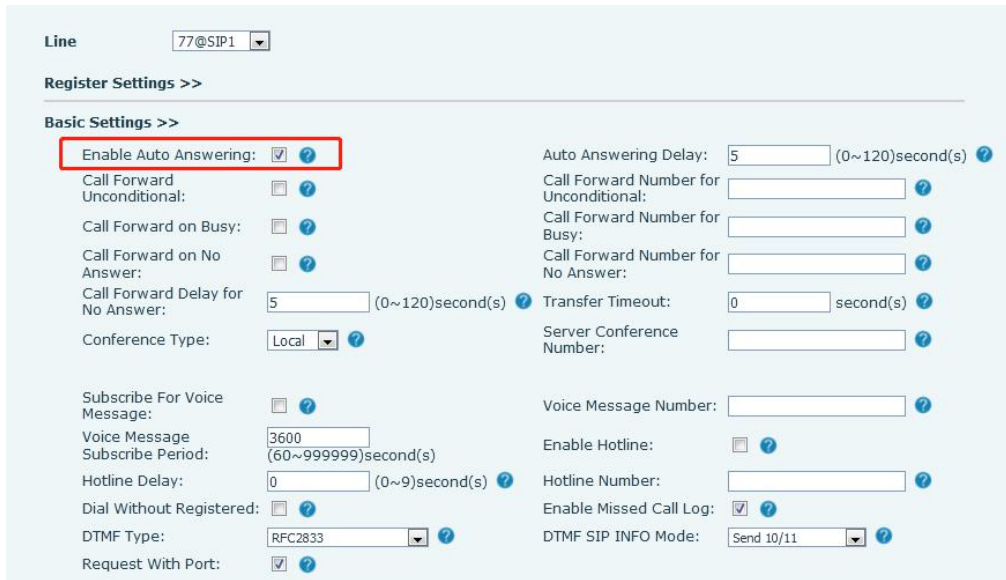 Line 77@SIP1
Register Settings >>
Basic Settings >>
Enable Auto Answering: ? Auto Answering Delay: 5 (0~120)second(s) ?
Call Forward
Unconditional: ? Call Forward Number for
Unconditional: ?
Call Forward on Busy: ? Call Forward Number for
Busy: ?
Call Forward on No
Answer: ? Call Forward Number for
No Answer: ?
Call Forward Delay for
No Answer: 5 (0~120)second(s) ? Transfer Timeout: 0 second(s) ?
Conference Type: Local ? Server Conference
Number: ?
Subscribe For Voice
Message: ? Voice Message Number: ?
Voice Message
Subscribe Period: 3600
(60~999999)second(s) Enable Hotline: ?
Hotline Delay: 0 (0~9)second(s) ? Hotline Number: ?
Dial Without Registered: ? Enable Missed Call Log: ?
DTMF Type: RFC2833 ? DTMF SIP INFO Mode: Send 10/11 ?
Request With Port: ?